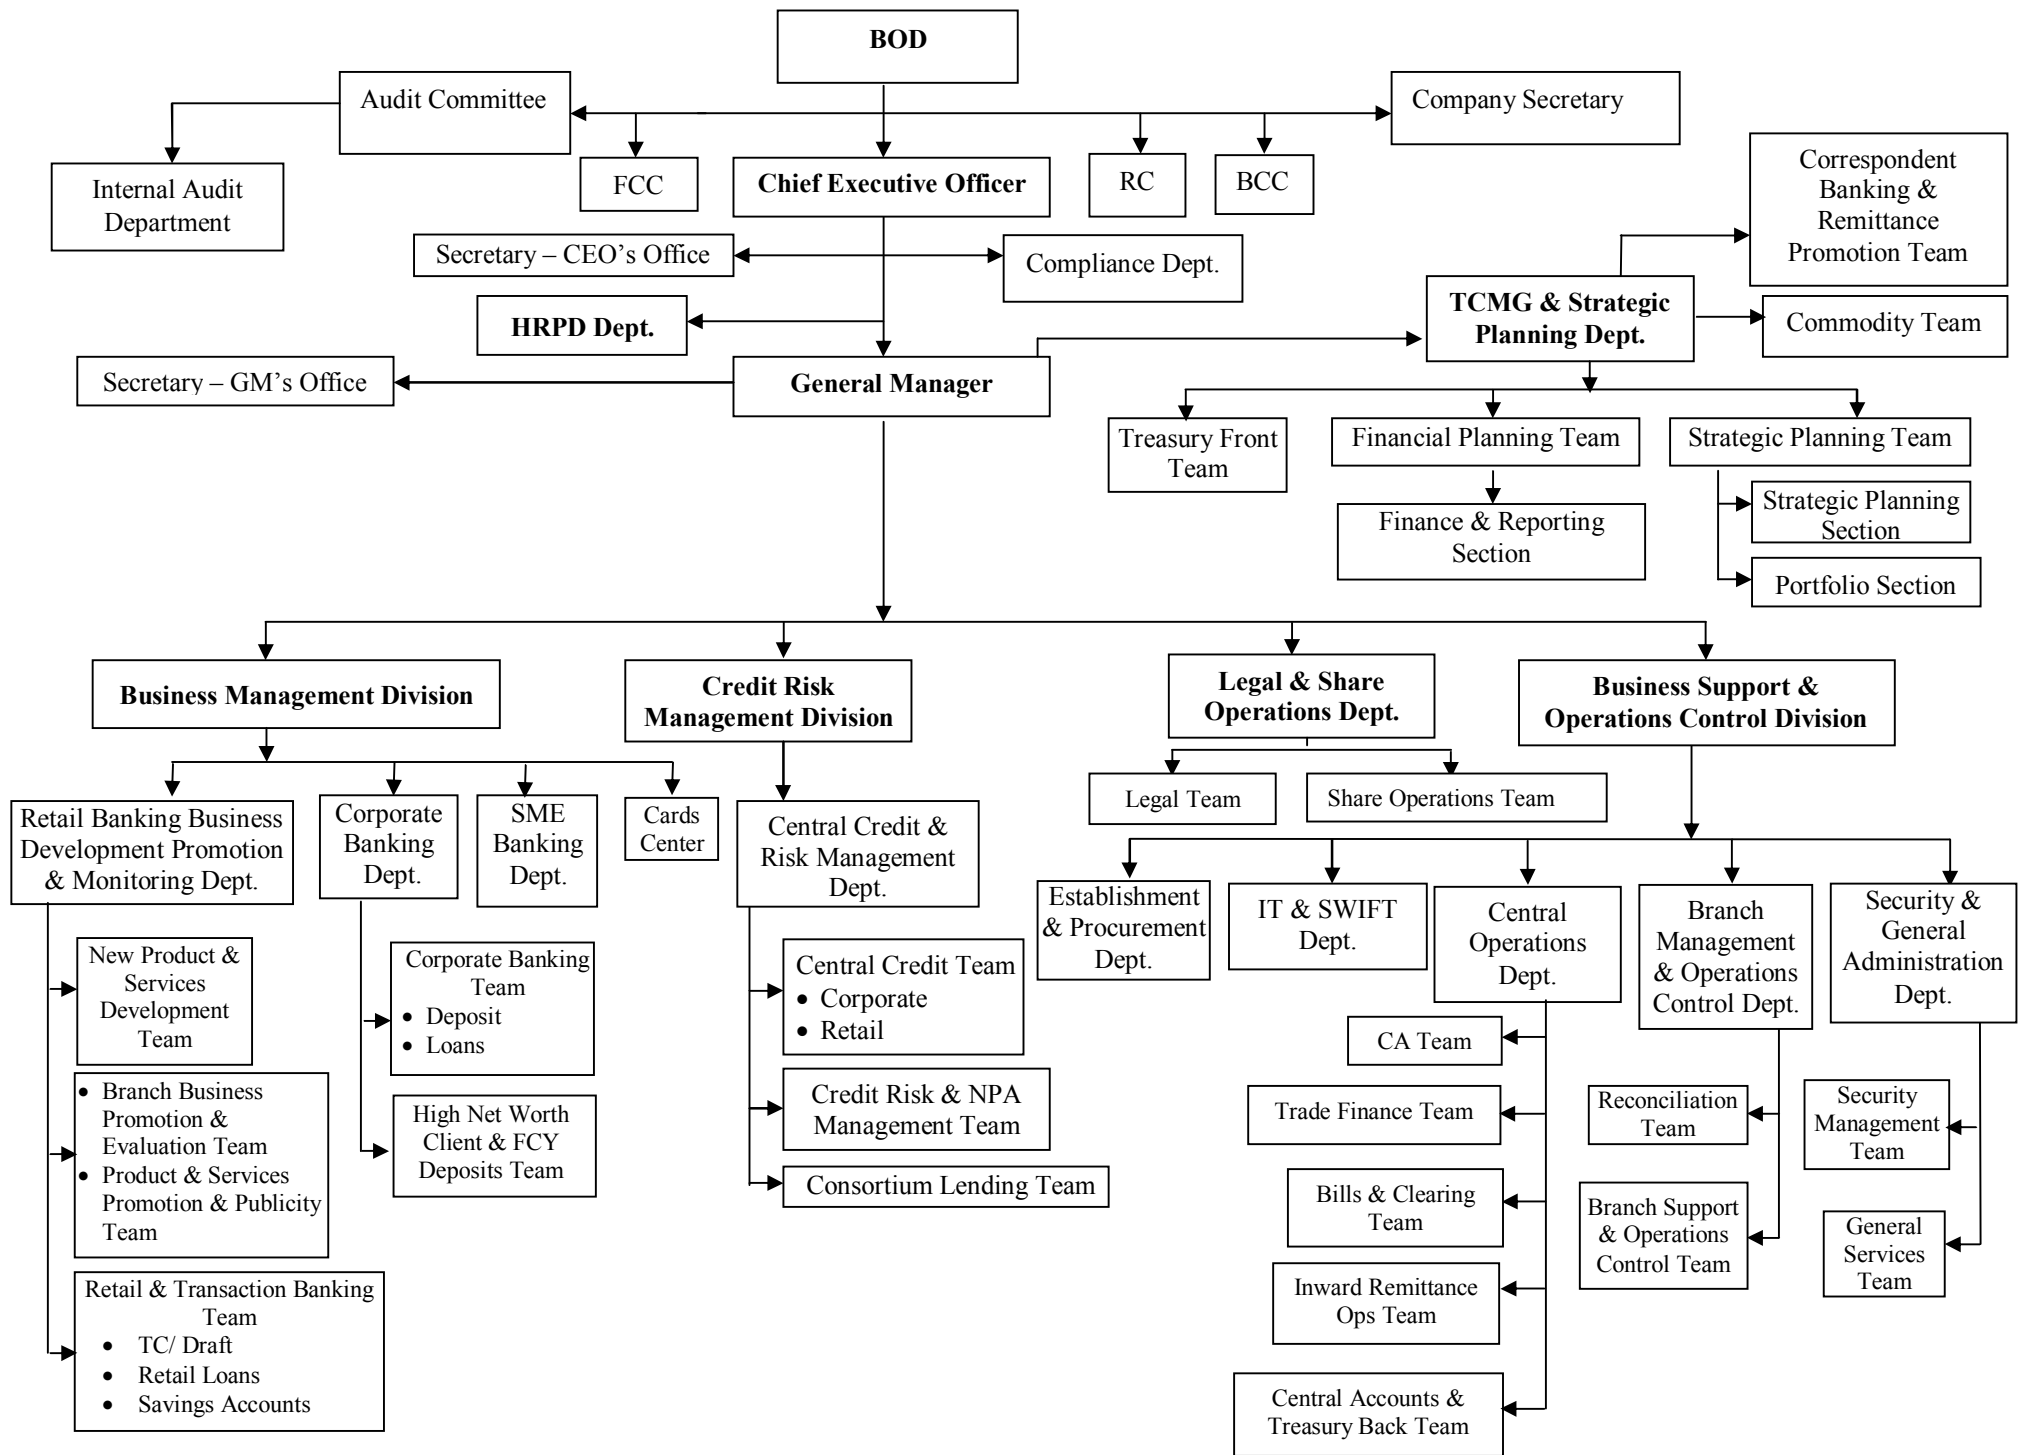 BOD
Audit Committee
Company Secretary
Internal Audit
Department
FCC
Chief Executive Officer
RC
BCC
Correspondent
Banking &
Remittance
Promotion Team
Secretary – CEO’s Office
Compliance Dept.
HRPD Dept.
TCMG & Strategic
Planning Dept.
Commodity Team
Secretary – GM’s Office
General Manager
Treasury Front
Team
Financial Planning Team
Strategic Planning Team
Finance & Reporting
Section
Strategic Planning
Section
Portfolio Section
Business Management Division
Credit Risk
Management Division
Legal & Share
Operations Dept.
Business Support &
Operations Control Division
Legal Team
Share Operations Team
Retail Banking Business
Development Promotion
& Monitoring Dept.
Corporate
Banking
Dept.
SME
Banking
Dept.
Cards
Center
Central Credit &
Risk Management
Dept.
Establishment
& Procurement
Dept.
IT & SWIFT
Dept.
Central
Operations
Dept.
Branch
Management
& Operations
Control Dept.
Security &
General
Administration
Dept.
New Product &
Services
Development
Team
• Branch Business
Promotion &
Evaluation Team
• Product & Services
Promotion & Publicity
Team
Retail & Transaction Banking
Team
• TC/ Draft
• Retail Loans
• Savings Accounts
Corporate Banking
Team
• Deposit
• Loans
High Net Worth
Client & FCY
Deposits Team
Central Credit Team
• Corporate
• Retail
Credit Risk & NPA
Management Team
Consortium Lending Team
CA Team
Trade Finance Team
Bills & Clearing
Team
Inward Remittance
Ops Team
Central Accounts &
Treasury Back Team
Reconciliation
Team
Branch Support
& Operations
Control Team
Security
Management
Team
General
Services
Team